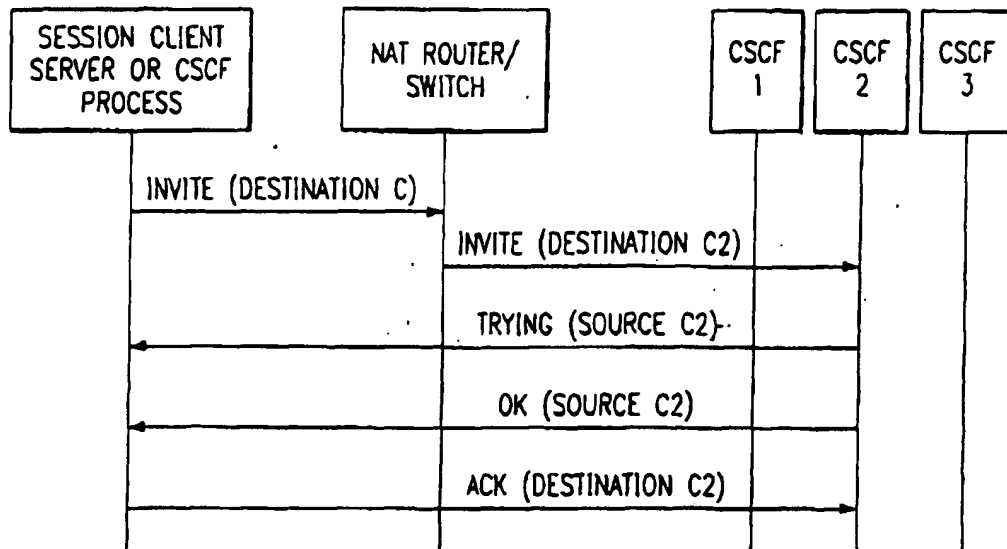 SESSION CLIENT
SERVER OR CSCF
PROCESS
NAT ROUTER/
SWITCH
CSCF
1
CSCF
2
CSCF
3
INVITE (DESTINATION C)
INVITE (DESTINATION C2)
TRYING (SOURCE C2)
OK (SOURCE C2)
ACK (DESTINATION C2)